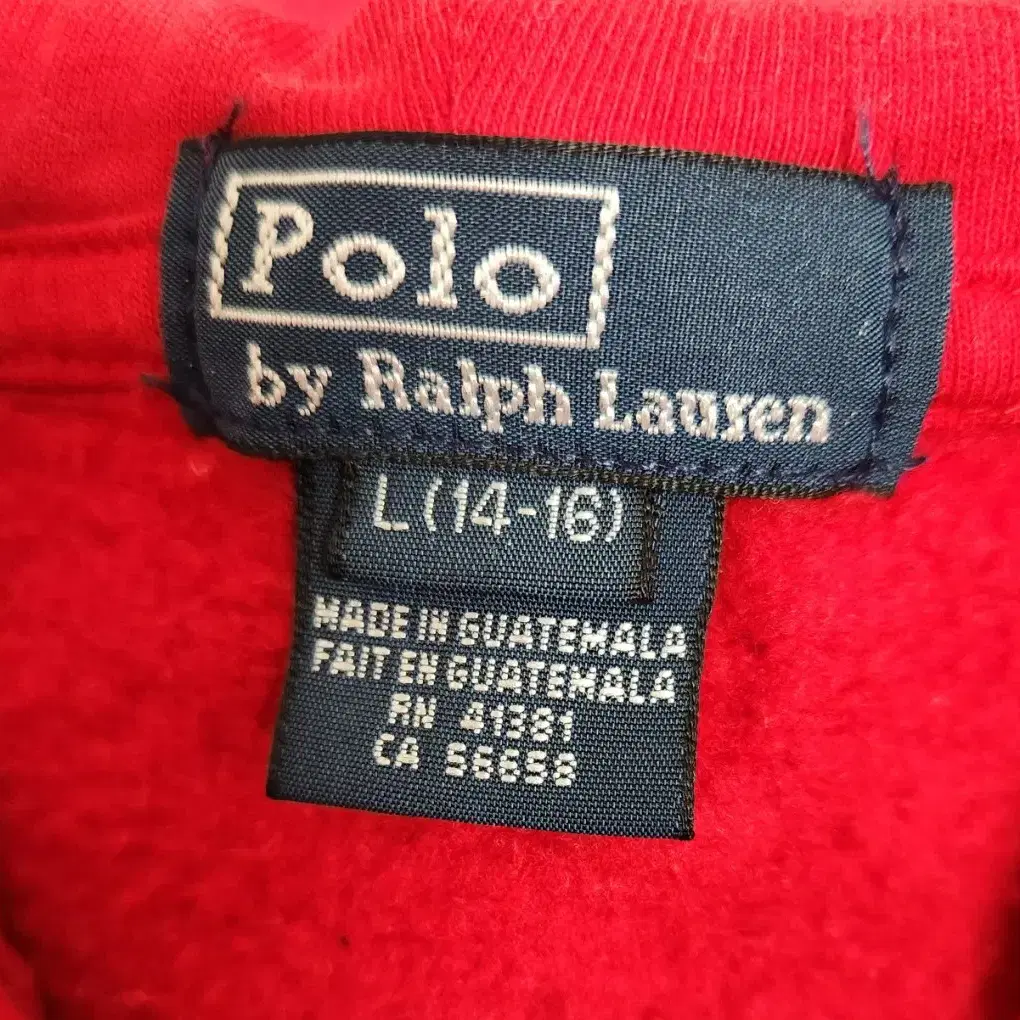 Polo
by Ralph Lauren
L (14-16)
MADE IN GUATEMALA
FAIT EN GUATEMALA
RN 41381
CA 56658